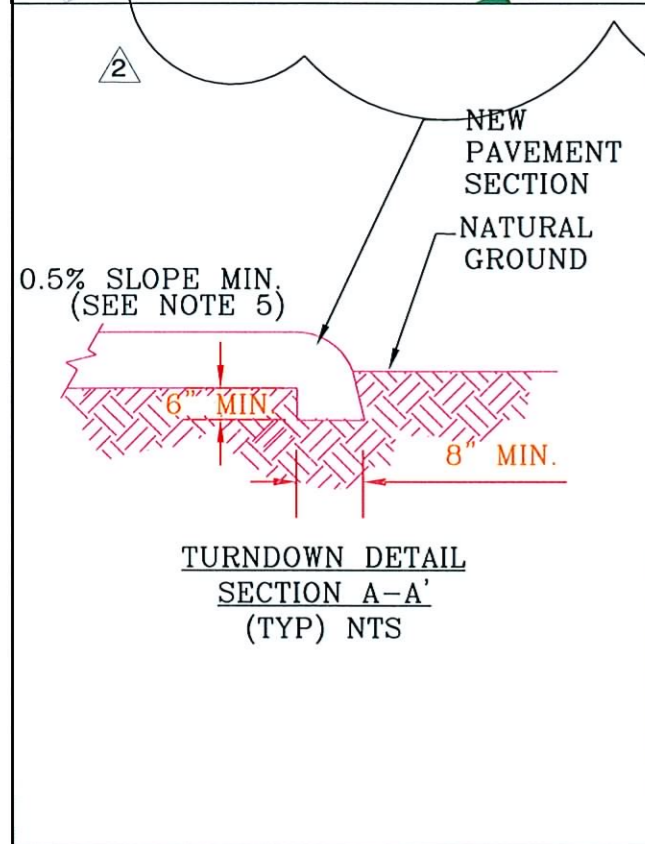 2
NEW
PAVEMENT
SECTION
NATURAL
GROUND
0.5% SLOPE MIN.
(SEE NOTE 5)
6" MIN
8" MIN.
TURNDOWN DETAIL
SECTION A-A'
(TYP) NTS